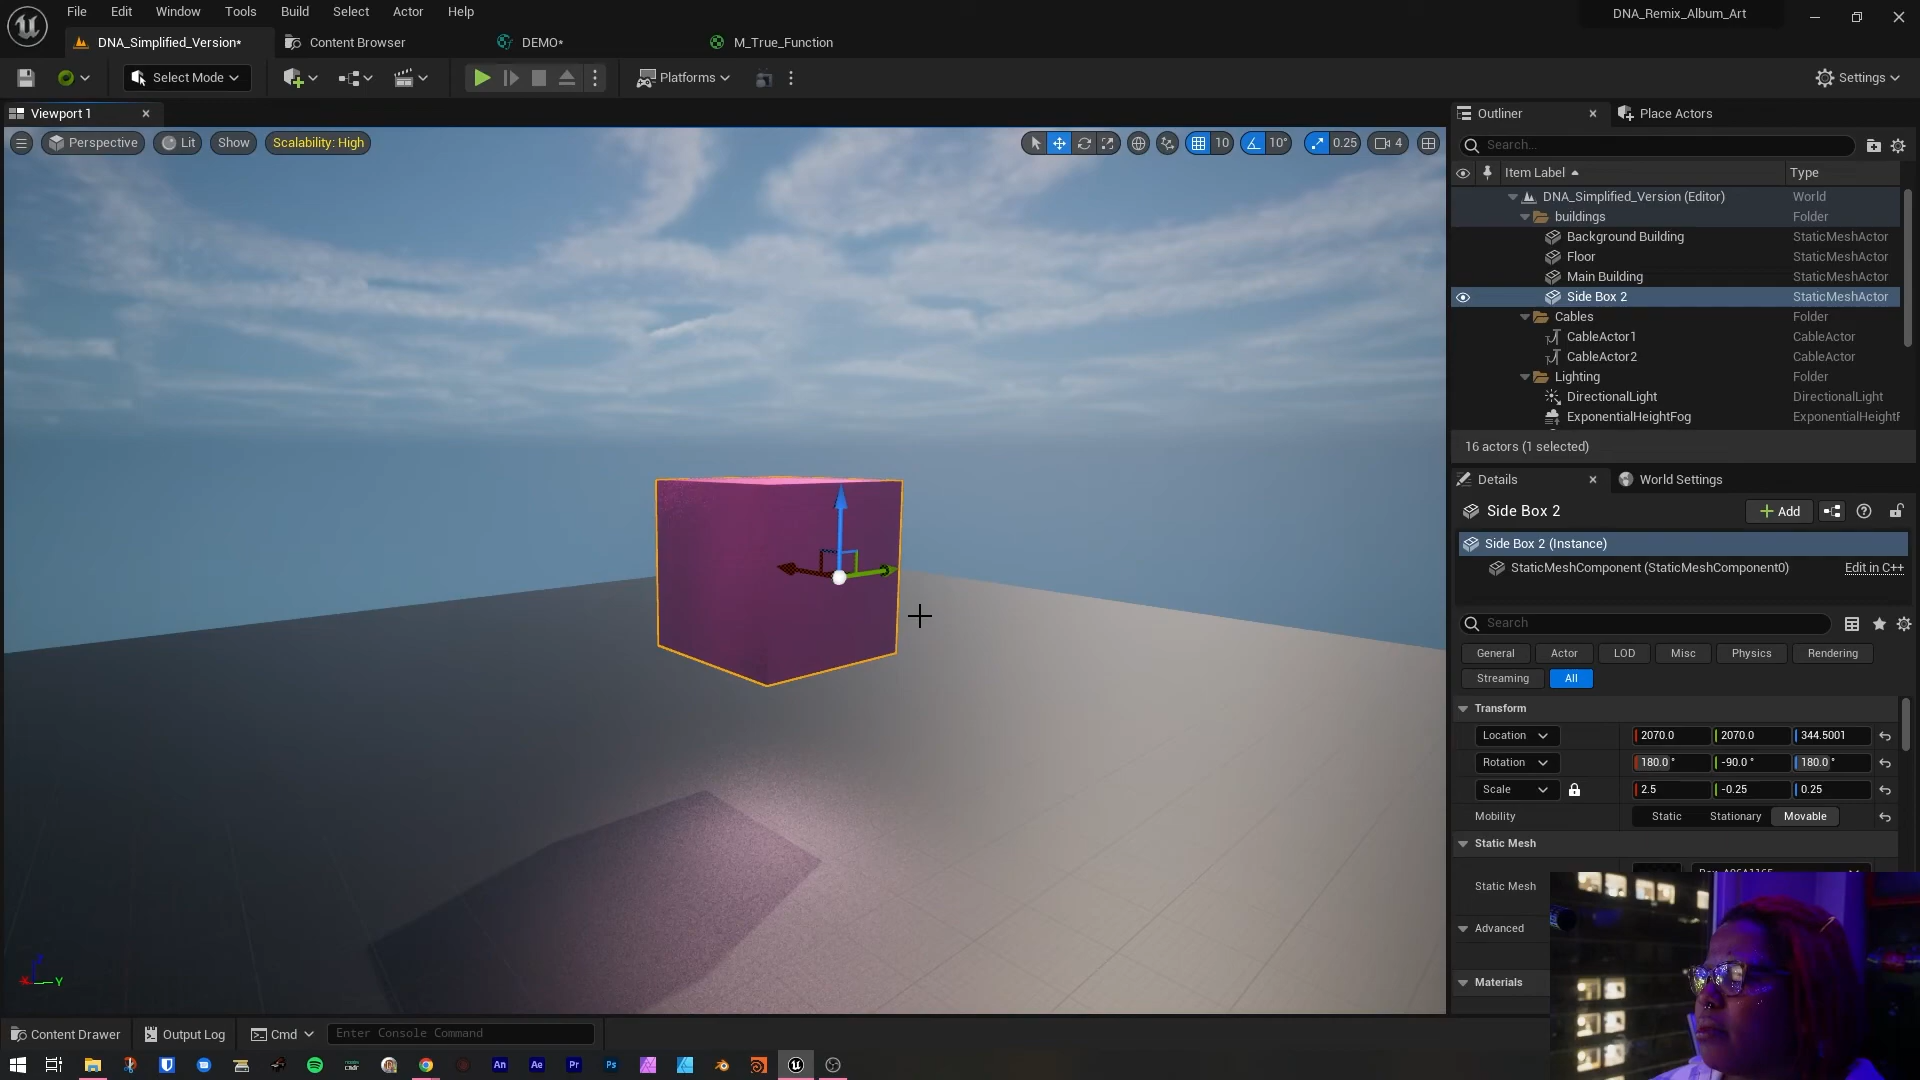 File Edit Window Tools Build Select Actor Help
DNA_Remix_Album_Art
DNA_Simplified_Version* Content Browser DEMO* M_True_Function
Select Mode Platforms Settings
Viewport 1
Perspective Lit Show Scalability: High 10 10° 0.25 4
Outliner Place Actors
Search...
Item Label Type
DNA_Simplified_Version (Editor) World
buildings Folder
Background Building StaticMeshActor
Floor StaticMeshActor
Main Building StaticMeshActor
Side Box 2 StaticMeshActor
Cables Folder
CableActor1 CableActor
CableActor2 CableActor
Lighting Folder
DirectionalLight DirectionalLight
ExponentialHeightFog ExponentialHeightF
16 actors (1 selected)
Details World Settings
Side Box 2 Add
Side Box 2 (Instance)
StaticMeshComponent (StaticMeshComponent0) Edit in C++
Search
General Actor LOD Misc Physics Rendering
Streaming All
Transform
Location 2070.0 2070.0 344.5001
Rotation 180.0 ° -90.0 ° 180.0 °
Scale 2.5 -0.25 0.25
Mobility Static Stationary Movable
Static Mesh
Static Mesh
Advanced
Materials
Y
Content Drawer Output Log Cmd Enter Console Command
An Ae Pr Ps